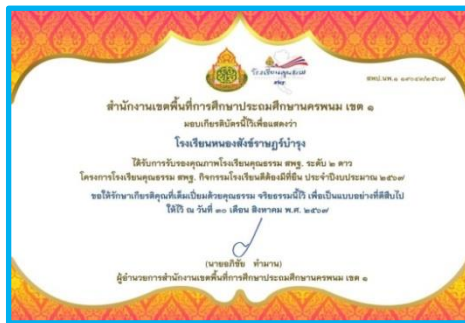 โรงเรียนคุณธรรม
สพฐ.
สำนักงานเขตพื้นที่การศึกษาประถมศึกษานครพนม เขต ๑
มอบเกียรติบัตรนี้ไว้เพื่อแสดงว่า
โรงเรียนหนองสังข์ราษฎร์บำรุง
ได้รับการรับรองคุณภาพโรงเรียนคุณธรรม สพฐ. ระดับ ๒ ดาว
โครงการโรงเรียนคุณธรรม สพฐ. กิจกรรมโรงเรียนดีต้องมีที่ยืน ประจำปีงบประมาณ ๒๕๖๗
ขอให้รักษาเกียรติคุณที่เต็มเปี่ยมด้วยคุณธรรม จริยธรรมนี้ไว้ เพื่อเป็นแบบอย่างที่ดีสืบไป
ให้ไว้ ณ วันที่ ๓๐ เดือน สิงหาคม พ.ศ. ๒๕๖๗
(นายอภิชัย ทำมาน)
ผู้อำนวยการสำนักงานเขตพื้นที่การศึกษาประถมศึกษานครพนม เขต ๑